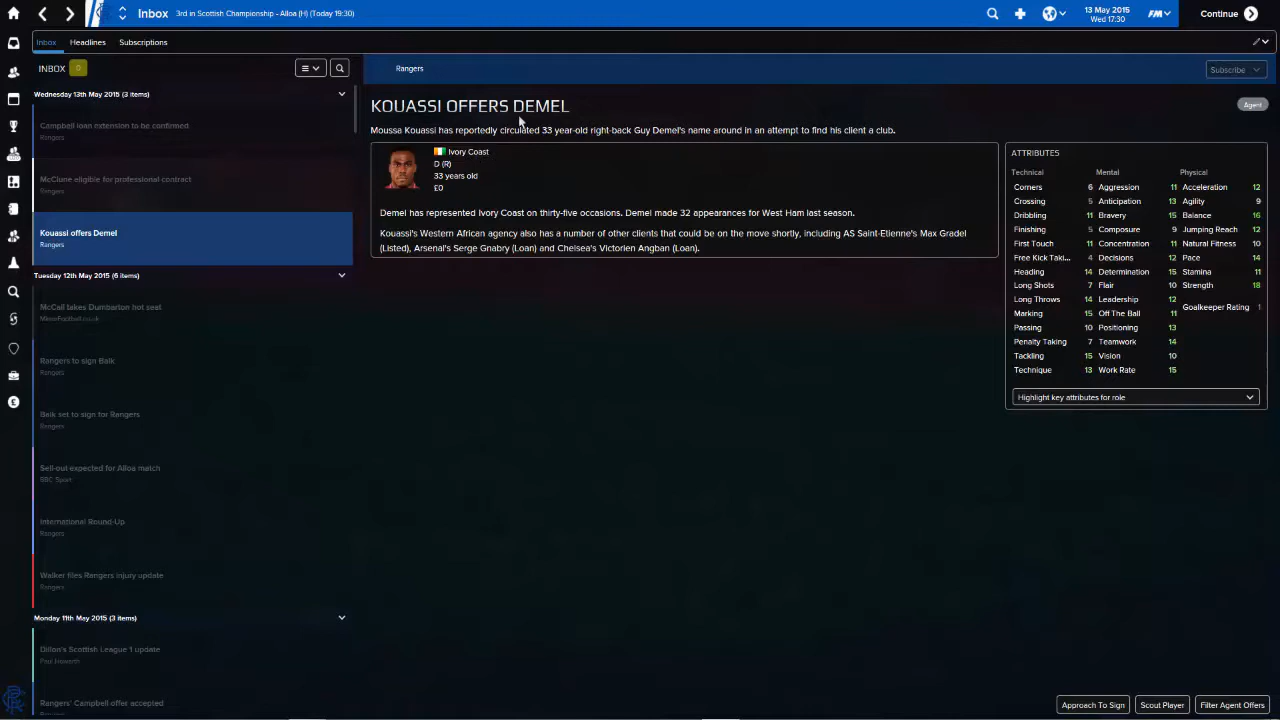 Inbox
3rd in Scottish Championship - Alloa (H) (Today 19:30)
13 May 2015
Wed 17:30
FM
Continue
Inbox
Headlines
Subscriptions
INBOX 0
Rangers
Subscribe
Wednesday 13th May 2015 (3 items)
Campbell loan extension to be confirmed
Rangers
McClune eligible for professional contract
Rangers
Kouassi offers Demel
Rangers
Tuesday 12th May 2015 (6 items)
McCall takes Dumbarton hot seat
MirrorFootball.co.uk
Rangers to sign Balk
Rangers
Balk set to sign for Rangers
Rangers
Sell-out expected for Alloa match
BBC Sport
International Round-Up
Rangers
Walker files Rangers injury update
Rangers
Monday 11th May 2015 (3 items)
Dillon's Scottish League 1 update
Rangers' Campbell offer accepted
KOUASSI OFFERS DEMEL
Agent
Moussa Kouassi has reportedly circulated 33 year-old right-back Guy Demel's name around in an attempt to find his client a club.
Ivory Coast
D (R)
33 years old
£0
Demel has represented Ivory Coast on thirty-five occasions. Demel made 32 appearances for West Ham last season.
Kouassi's Western African agency also has a number of other clients that could be on the move shortly, including AS Saint-Etienne's Max Gradel
(Listed), Arsenal's Serge Gnabry (Loan) and Chelsea's Victorien Angban (Loan).
ATTRIBUTES
Technical Mental Physical
Corners 6 Aggression 11 Acceleration 12
Crossing 5 Anticipation 13 Agility 9
Dribbling 11 Bravery 15 Balance 16
Finishing 5 Composure 9 Jumping Reach 12
First Touch 11 Concentration 11 Natural Fitness 10
Free Kick Taki... 4 Decisions 12 Pace 14
Heading 14 Determination 15 Stamina 11
Long Shots 7 Flair 10 Strength 18
Long Throws 14 Leadership 12 Goalkeeper Rating 1
Marking 15 Off The Ball 11
Passing 10 Positioning 13
Penalty Taking 7 Teamwork 14
Tackling 15 Vision 10
Technique 13 Work Rate 15
Highlight key attributes for role
Approach To Sign
Scout Player
Filter Agent Offers